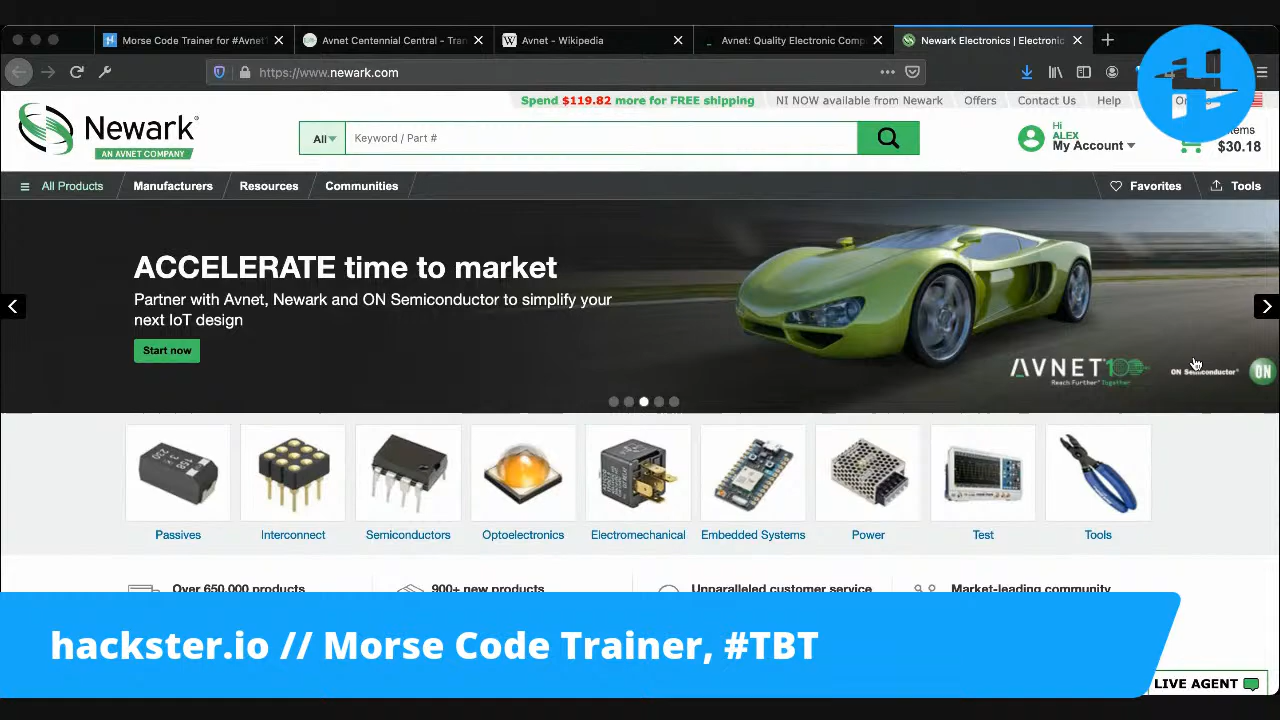 Morse Code Trainer for #Avnet
Avnet Centennial Central - Tran
Avnet - Wikipedia
Avnet: Quality Electronic Comp
Newark Electronics | Electronic
https://www.newark.com
Spend $119.82 more for FREE shipping
NI NOW available from Newark
Offers
Contact Us
Help
Newark
AN AVNET COMPANY
All
Keyword / Part #
Hi
ALEX
My Account
$30.18
All Products
Manufacturers
Resources
Communities
Favorites
Tools
ACCELERATE time to market
Partner with Avnet, Newark and ON Semiconductor to simplify your
next IoT design
Start now
AVNET 100
Reach Further Together
ON Semiconductor
ON
Passives
Interconnect
Semiconductors
Optoelectronics
Electromechanical
Embedded Systems
Power
Test
Tools
Over 650,000 products
900+ new products
Unparalleled customer service
Market-leading community
hackster.io // Morse Code Trainer, #TBT
LIVE AGENT